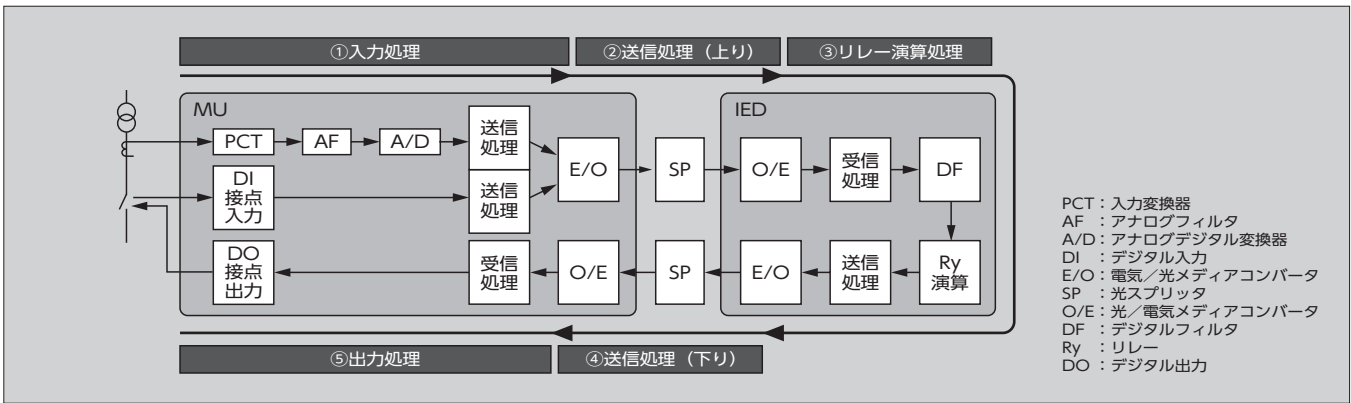 ①入力処理
②送信処理（上り）
③リレー演算処理
MU
IED
PCT
AF
A/D
送信
処理
DI
接点
入力
送信
処理
E/O
SP
O/E
受信
処理
DF
DO
接点
出力
受信
処理
O/E
SP
E/O
送信
処理
Ry
演算
⑤出力処理
④送信処理（下り）
PCT：入力変換器
AF ：アナログフィルタ
A/D：アナログデジタル変換器
DI ：デジタル入力
E/O：電気／光メディアコンバータ
SP ：光スプリッタ
O/E：光／電気メディアコンバータ
DF ：デジタルフィルタ
Ry ：リレー
DO ：デジタル出力